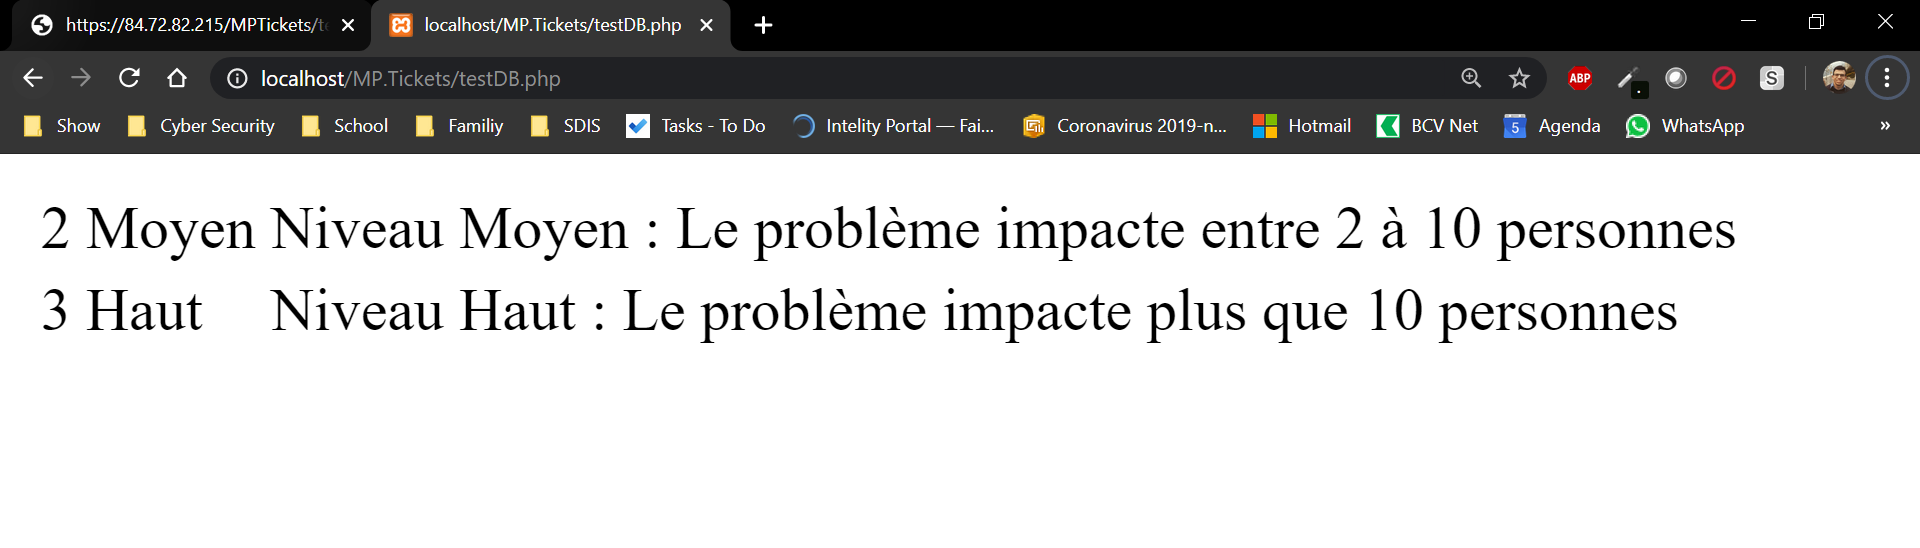 https://84.72.82.215/MPTickets/te
localhost/MP.Tickets/testDB.php
localhost/MP.Tickets/testDB.php
ABP
S
Show Cyber Security School Familiy SDIS Tasks - To Do Intelity Portal — Fai... Coronavirus 2019-n... Hotmail BCV Net 5 Agenda WhatsApp »
2 Moyen Niveau Moyen : Le problème impacte entre 2 à 10 personnes
3 Haut Niveau Haut : Le problème impacte plus que 10 personnes